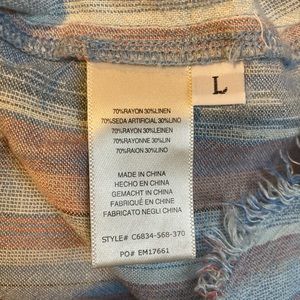 L
70%RAYON 30%LINEN
70%SEDA ARTIFICIAL 30%LINO
70%RAYON 30%LEINEN
70%RAYONNE 30%LIN
70%RAION 30%LINO
MADE IN CHINA
HECHO EN CHINA
GEMACHT IN CHINA
FABRIQUÉ EN CHINE
FABRICATO NEGLI CHINA
STYLE# C6834-568-370
PO# EM17661